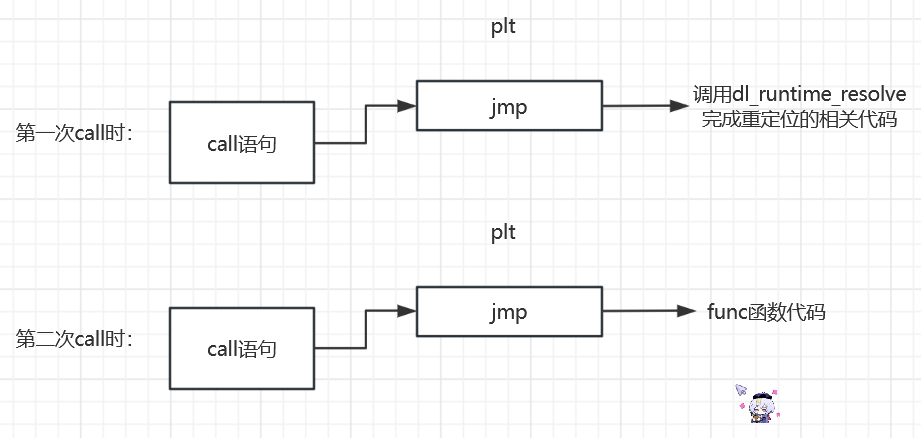 plt
第一次call时：
call语句
jmp
调用dl_runtime_resolve
完成重定位的相关代码
plt
第二次call时：
call语句
jmp
func函数代码